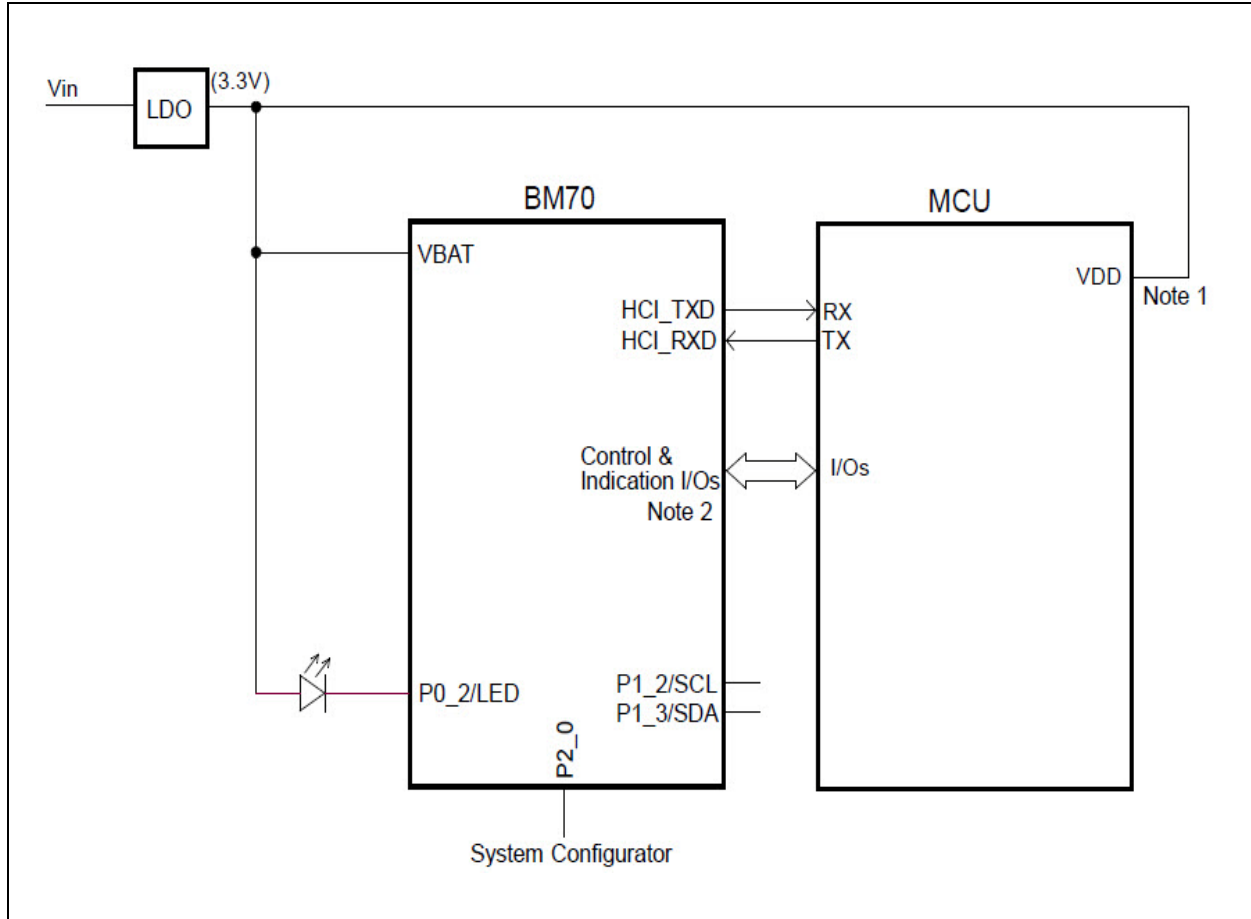 Vin
LDO
(3.3V)
BM70
MCU
VBAT
VDD
Note 1
HCI_TXD
RX
HCI_RXD
TX
Control &
Indication I/Os
Note 2
I/Os
P0_2/LED
P1_2/SCL
P1_3/SDA
P2_0
System Configurator